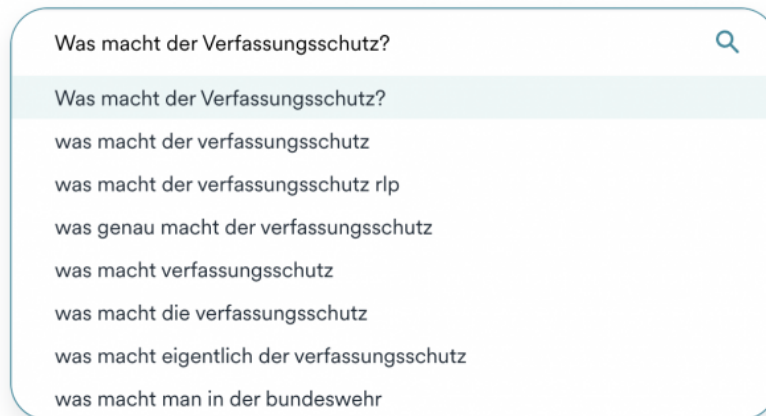 Was macht der Verfassungsschutz?
Was macht der Verfassungsschutz?
was macht der verfassungsschutz
was macht der verfassungsschutz rlp
was genau macht der verfassungsschutz
was macht verfassungsschutz
was macht die verfassungsschutz
was macht eigentlich der verfassungsschutz
was macht man in der bundeswehr